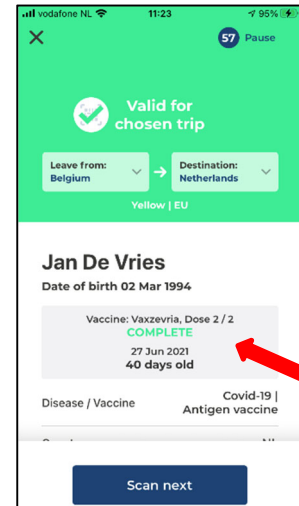 vodafone NL 11:23 95%
57 Pause
Valid for
chosen trip
Leave from:
Belgium
Destination:
Netherlands
Yellow | EU
Jan De Vries
Date of birth 02 Mar 1994
Vaccine: Vaxzevria, Dose 2 / 2
COMPLETE
27 Jun 2021
40 days old
Disease / Vaccine
Covid-19 |
Antigen vaccine
Scan next